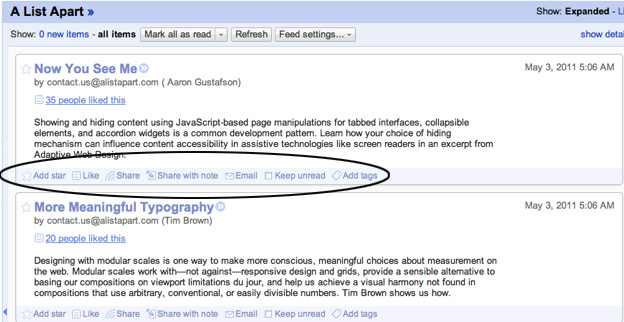 A List Apart »
Show: Expanded - Li
Show: 0 new items - all items Mark all as read Refresh Feed settings... show detai
Now You See Me May 3, 2011 5:06 AM
by contact.us@alistapart.com ( Aaron Gustafson)
35 people liked this
Showing and hiding content using JavaScript-based page manipulations for tabbed interfaces, collapsible
elements, and accordion widgets is a common development pattern. Learn how your choice of hiding
mechanism can influence content accessibility in assistive technologies like screen readers in an excerpt from
Adaptive Web Design.
Add star Like Share Share with note Email Keep unread Add tags
More Meaningful Typography May 3, 2011 5:06 AM
by contact.us@alistapart.com (Tim Brown)
20 people liked this
Designing with modular scales is one way to make more conscious, meaningful choices about measurement on
the web. Modular scales work with—not against—responsive design and grids, provide a sensible alternative to
basing our compositions on viewport limitations du jour, and help us achieve a visual harmony not found in
compositions that use arbitrary, conventional, or easily divisible numbers. Tim Brown shows us how.
Add star Like Share Share with note Email Keep unread Add tags